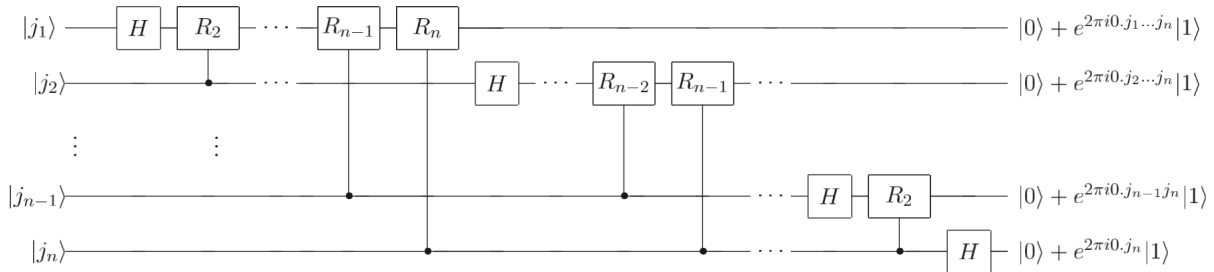 |j₁⟩ H R₂ ⋯ Rₙ₋₁ Rₙ |0⟩ + e^{2πi0.j₁…jₙ}|1⟩
|j₂⟩ ⋯ H ⋯ Rₙ₋₂ Rₙ₋₁ ⋯ |0⟩ + e^{2πi0.j₂…jₙ}|1⟩
⋮ ⋮
|jₙ₋₁⟩ ⋯ H R₂ |0⟩ + e^{2πi0.jₙ₋₁jₙ}|1⟩
|jₙ⟩ ⋯ H |0⟩ + e^{2πi0.jₙ}|1⟩